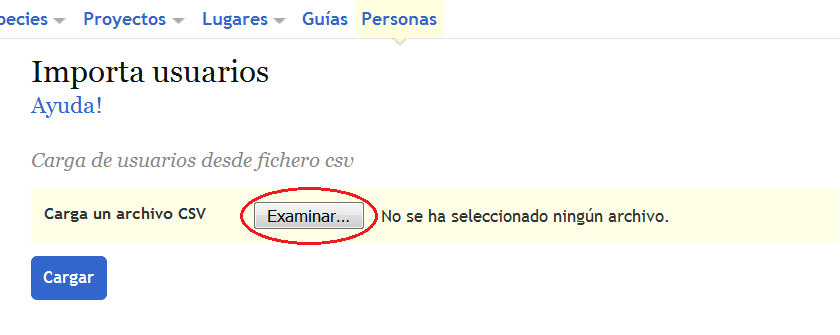 pecies Proyectos Lugares Guías Personas
Importa usuarios
Ayuda!
Carga de usuarios desde fichero csv
Carga un archivo CSV Examinar... No se ha seleccionado ningún archivo.
Cargar